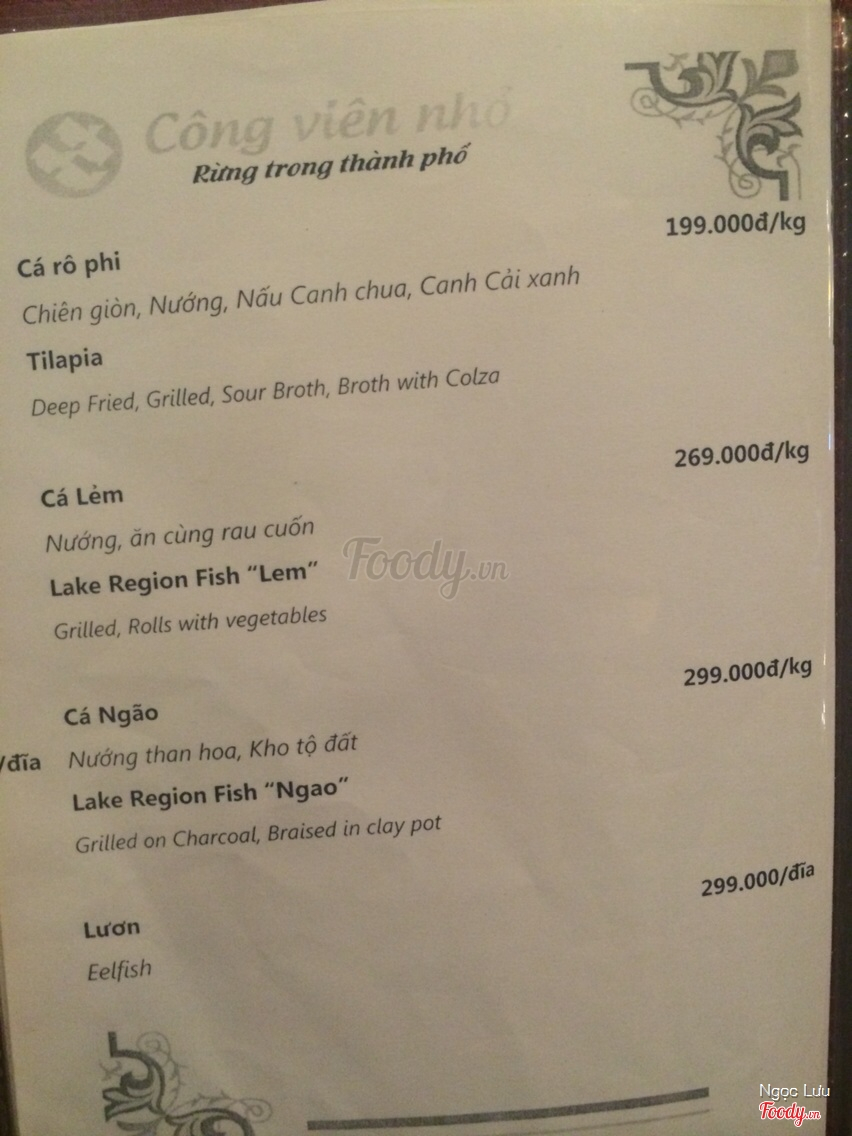 Công viên nhỏ
Rừng trong thành phố
199.000đ/kg
Cá rô phi
Chiên giòn, Nướng, Nấu Canh chua, Canh Cải xanh
Tilapia
Deep Fried, Grilled, Sour Broth, Broth with Colza
269.000đ/kg
Cá Lẻm
Nướng, ăn cùng rau cuốn
Lake Region Fish “Lem”
Foody.vn
Grilled, Rolls with vegetables
299.000đ/kg
Cá Ngão
/đĩa
Nướng than hoa, Kho tộ đất
Lake Region Fish “Ngao”
Grilled on Charcoal, Braised in clay pot
299.000/đĩa
Lươn
Eelfish
Ngọc Lưu
Foody.vn